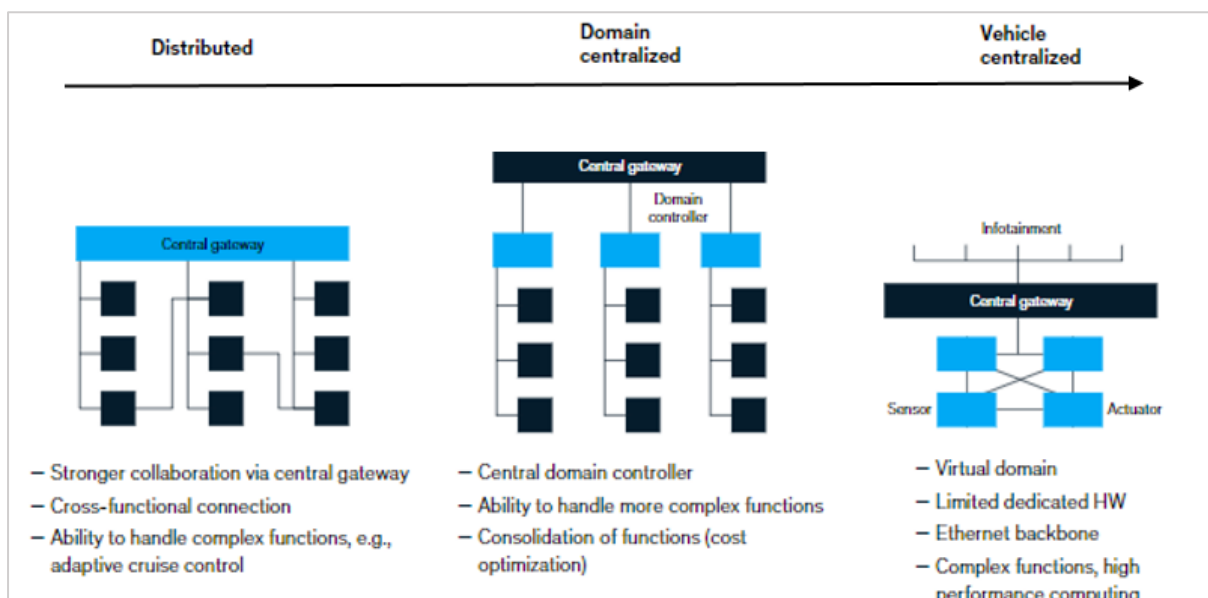 Distributed
Domain
centralized
Vehicle
centralized
Central gateway
Central gateway
Domain
controller
Infotainment
Central gateway
Sensor
Actuator
– Stronger collaboration via central gateway
– Cross-functional connection
– Ability to handle complex functions, e.g.,
adaptive cruise control
– Central domain controller
– Ability to handle more complex functions
– Consolidation of functions (cost
optimization)
– Virtual domain
– Limited dedicated HW
– Ethernet backbone
– Complex functions, high
performance computing